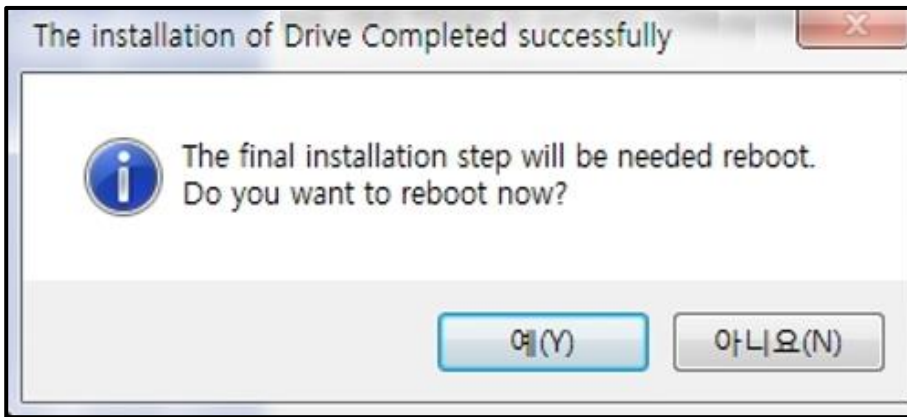 The installation of Drive Completed successfully
The final installation step will be needed reboot.
Do you want to reboot now?
예(Y)
아니요(N)